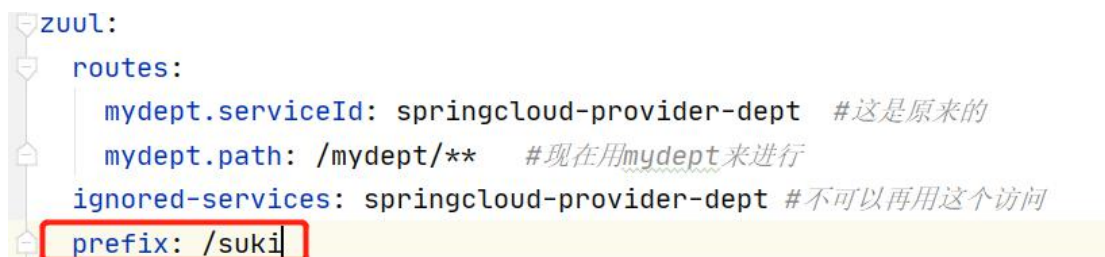 zuul:
routes:
mydept.serviceId: springcloud-provider-dept #这是原来的
mydept.path: /mydept/** #现在用mydept来进行
ignored-services: springcloud-provider-dept #不可以再用这个访问
prefix: /suki